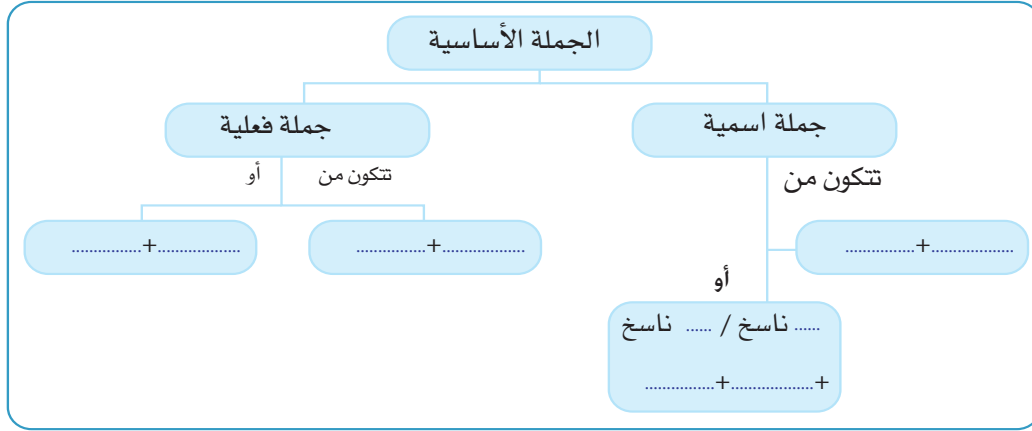 الجملة الأساسية
جملة اسمية
جملة فعلية
تتكون من
تتكون من
أو
..................+...............
..................+...............
..................+...............
أو
...... ناسخ / ...... ناسخ
+..................+...............